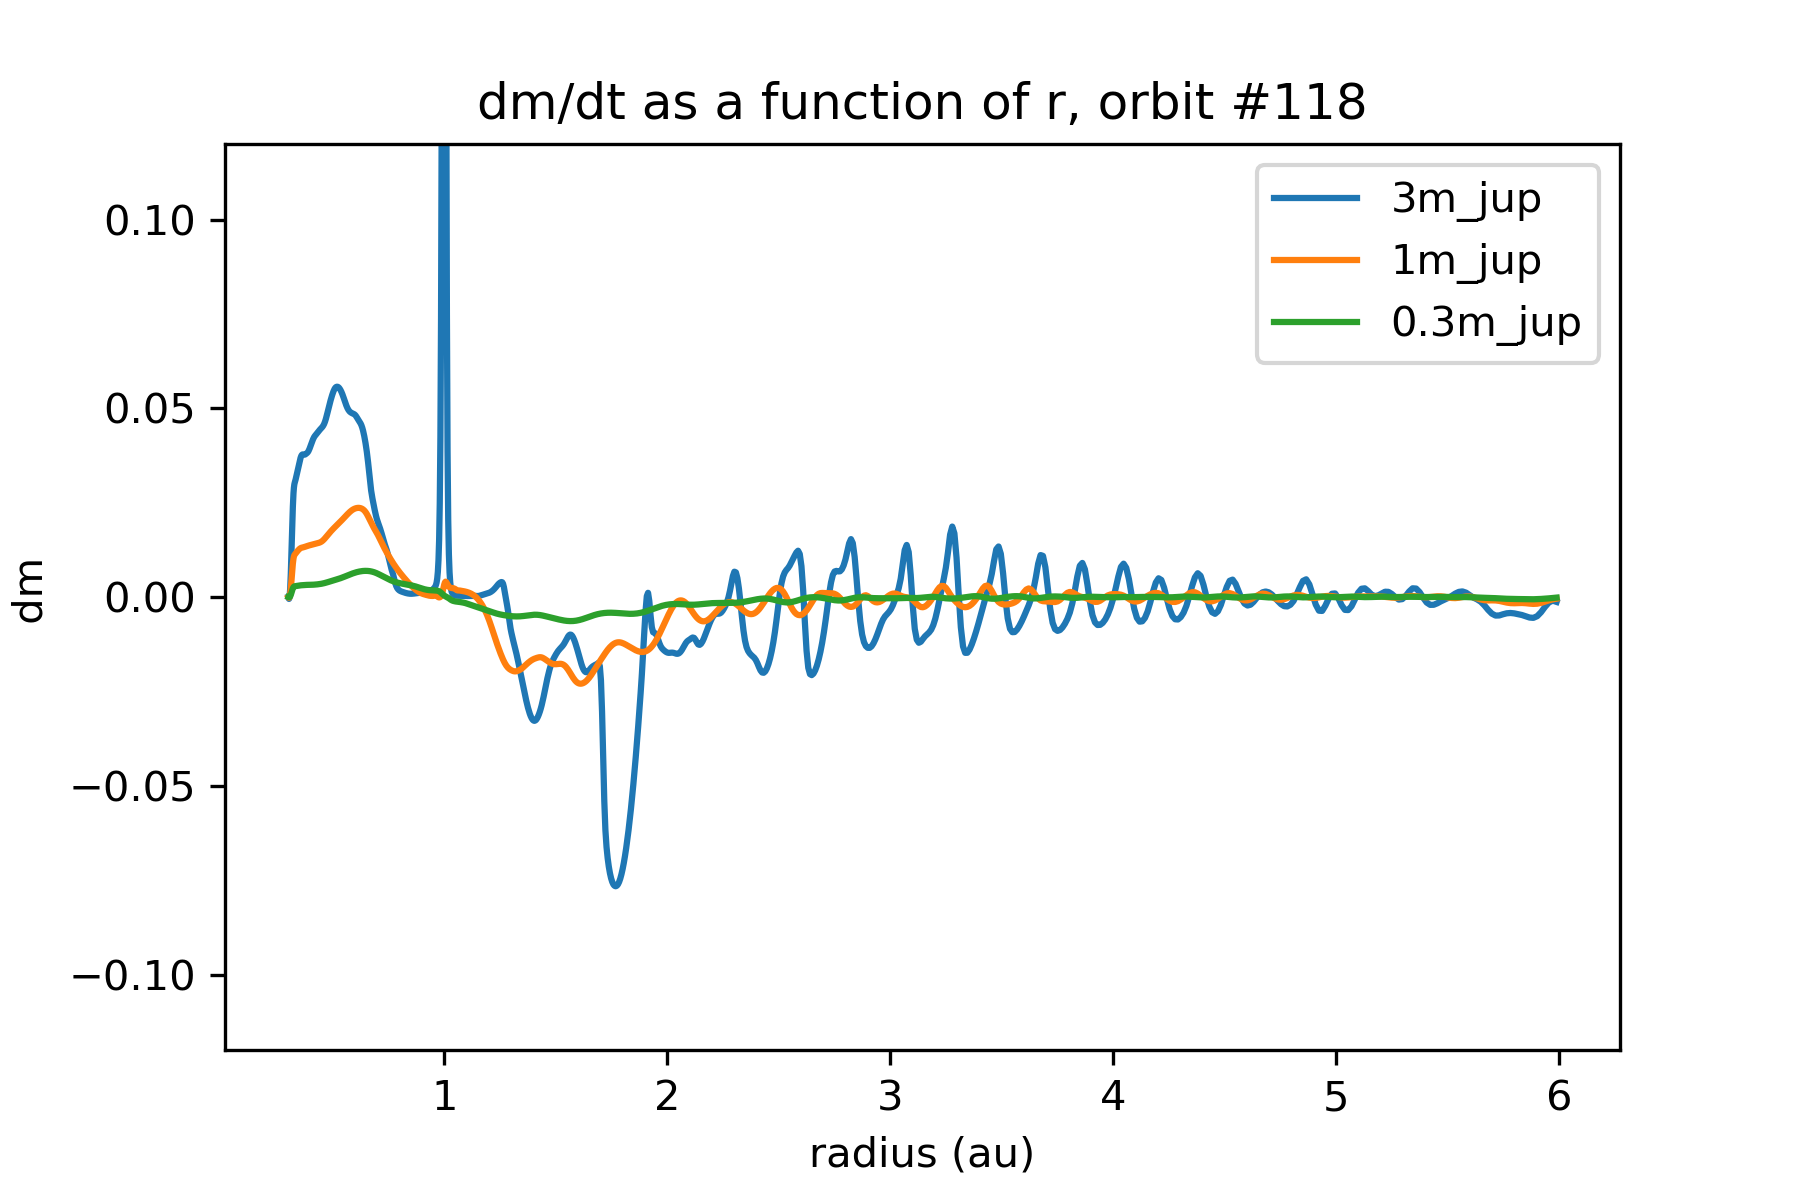 dm/dt as a function of r, orbit #118
3m_jup
1m_jup
0.3m_jup
0.10
0.05
0.00
−0.05
−0.10
dm
1 2 3 4 5 6
radius (au)